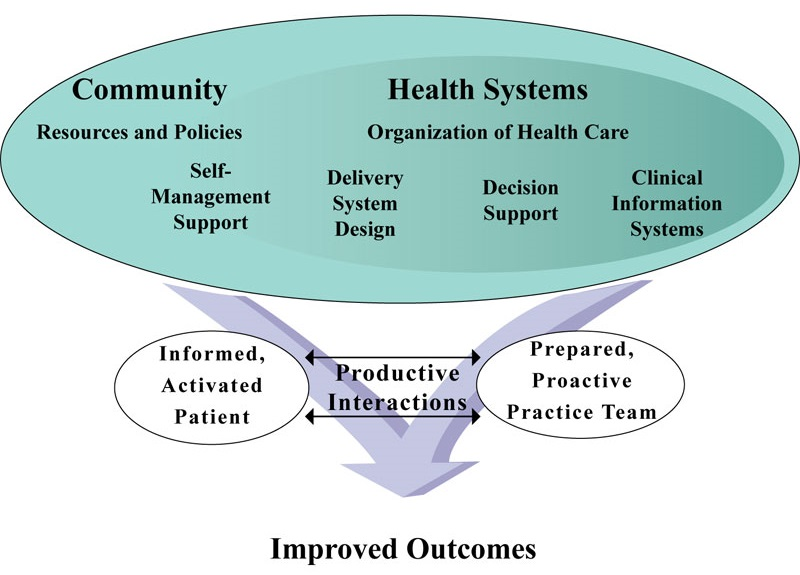 Community
Health Systems
Resources and Policies
Organization of Health Care
Self-
Management
Support
Delivery
System
Design
Decision
Support
Clinical
Information
Systems
Informed,
Activated
Patient
Productive
Interactions
Prepared,
Proactive
Practice Team
Improved Outcomes